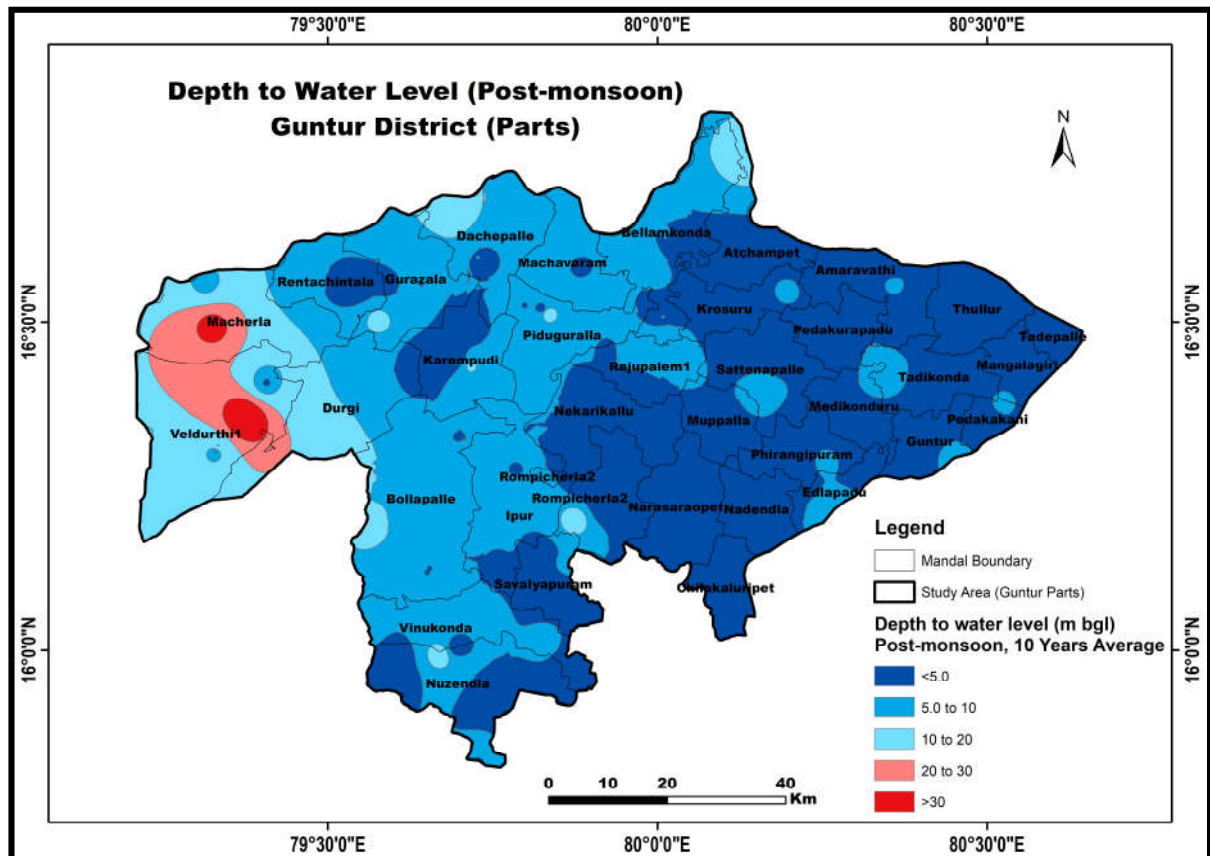 79°30'0"E
80°0'0"E
80°30'0"E
Depth to Water Level (Post-monsoon)
Guntur District (Parts)
N
Bellamkonda
Dachepalle
Atchampet
Machavaram
Amaravathi
Rentachintala
Gurazala
Krosuru
Thullur
16°30'0"N
Macherla
Piduguralla
Pedakurapadu
Tadepalle
16°30'0"N
Karempudi
Rajupalem1
Sattenapalle
Mangalagiri
Tadikonda
Durgi
Nekarikallu
Muppalla
Medikonduru
Pedakakani
Veldurthi1
Guntur
Phirangipuram
Rompicherla2
Bollapalle
Rompicherla2
Edlapadu
Ipur
Narasaraopet
Nadendla
Savalyapuram
Chilakaluripet
Vinukonda
Nuzendla
16°0'0"N
16°0'0"N
Legend
Mandal Boundary
Study Area (Guntur Parts)
Depth to water level (m bgl)
Post-monsoon, 10 Years Average
<5.0
5.0 to 10
10 to 20
20 to 30
>30
0 10 20 40
Km
79°30'0"E
80°0'0"E
80°30'0"E